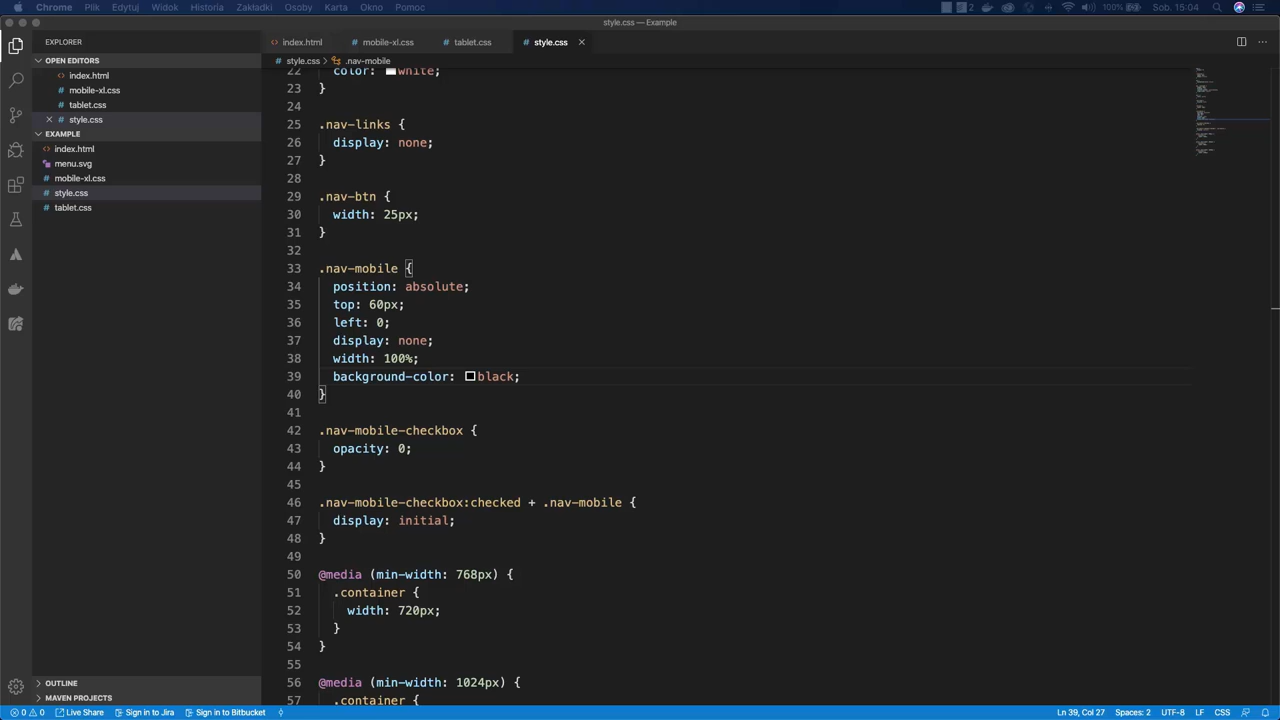 Chrome Plik Edytuj Widok Historia Zakładki Osoby Karta Okno Pomoc 2 100% Sob. 15:04
style.css — Example
EXPLORER
index.html mobile-xl.css tablet.css style.css
OPEN EDITORS
index.html
mobile-xl.css
tablet.css
style.css
EXAMPLE
index.html
menu.svg
mobile-xl.css
style.css
tablet.css
OUTLINE
MAVEN PROJECTS
style.css > .nav-mobile
22 color: white;
23 }
24
25 .nav-links {
26 display: none;
27 }
28
29 .nav-btn {
30 width: 25px;
31 }
32
33 .nav-mobile {
34 position: absolute;
35 top: 60px;
36 left: 0;
37 display: none;
38 width: 100%;
39 background-color: black;
40 }
41
42 .nav-mobile-checkbox {
43 opacity: 0;
44 }
45
46 .nav-mobile-checkbox:checked + .nav-mobile {
47 display: initial;
48 }
49
50 @media (min-width: 768px) {
51 .container {
52 width: 720px;
53 }
54 }
55
56 @media (min-width: 1024px) {
57 .container {
0 0 Live Share Sign in to Jira Sign in to Bitbucket Ln 39, Col 27 Spaces: 2 UTF-8 LF CSS